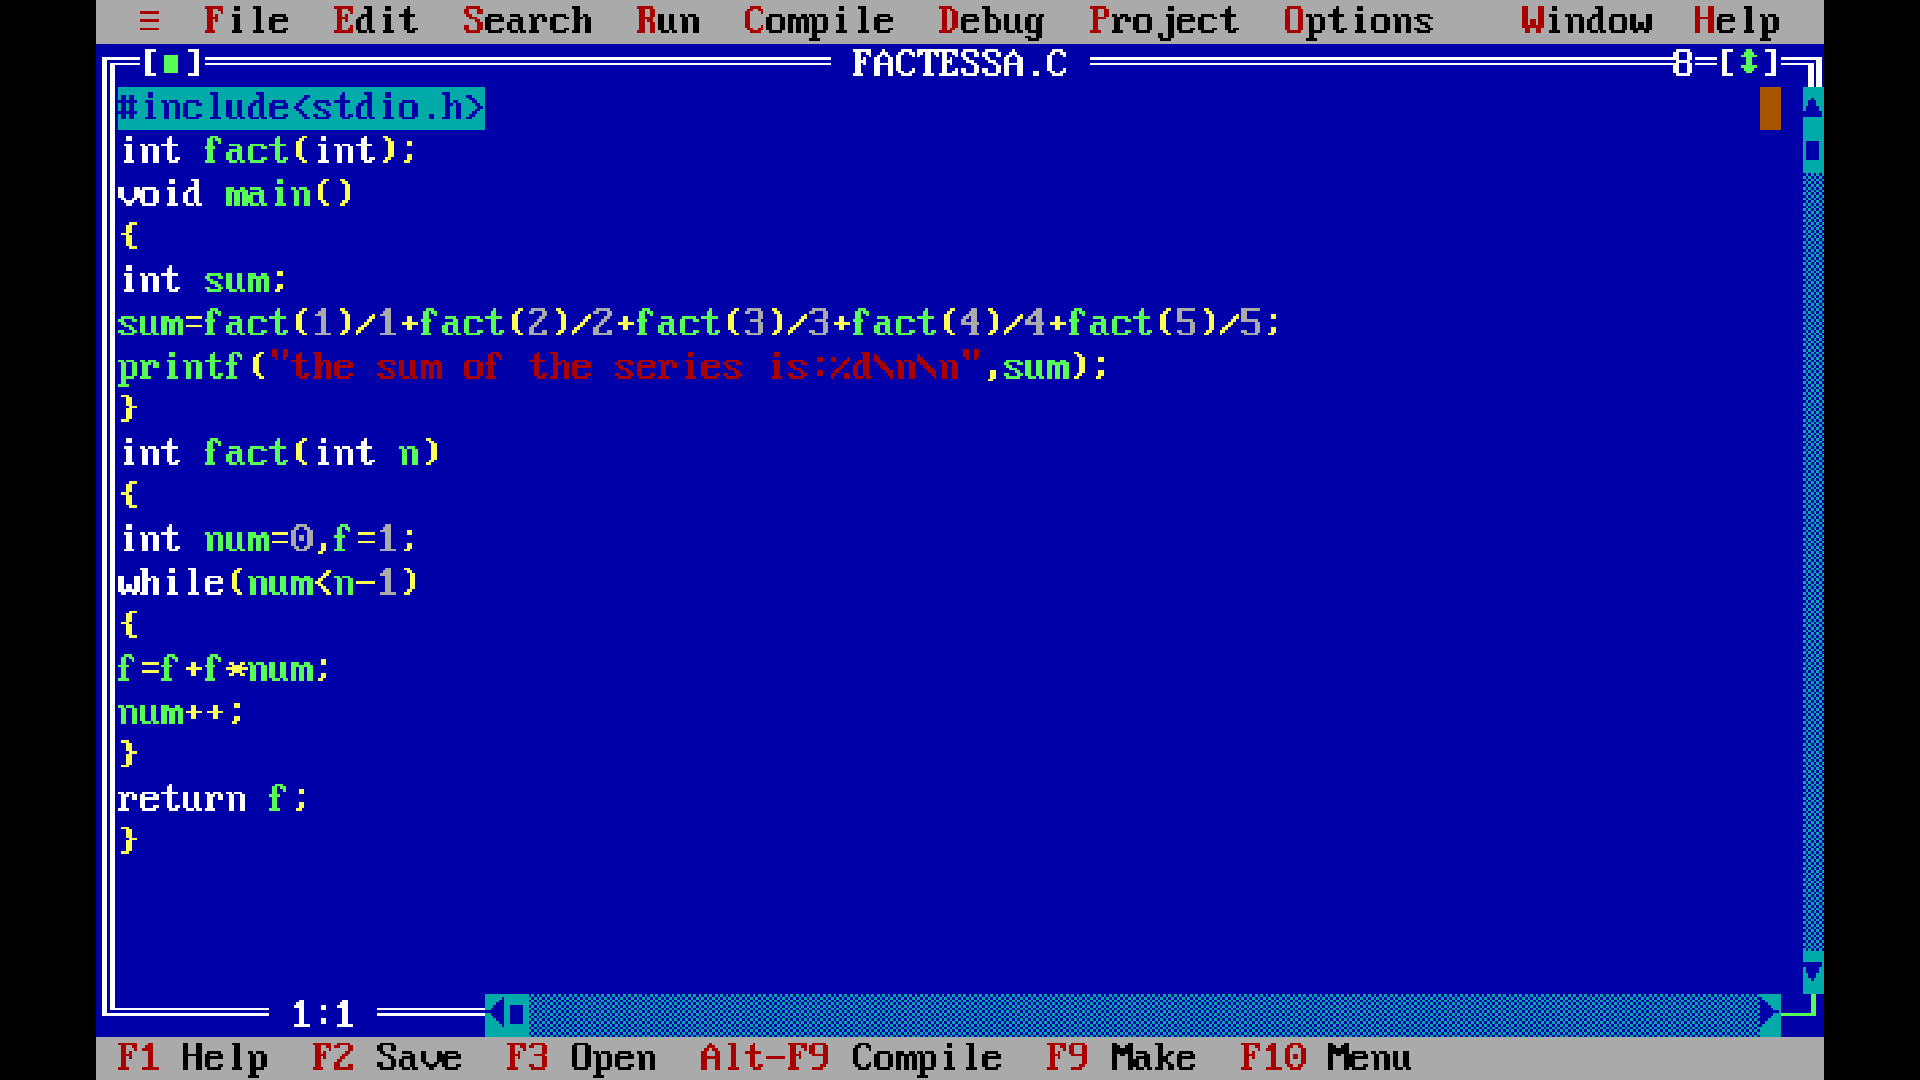 ≡ File Edit Search Run Compile Debug Project Options Window Help
[■] FACTESSA.C 8=[↕]
#include<stdio.h>
int fact(int);
void main()
{
int sum;
sum=fact(1)/1+fact(2)/2+fact(3)/3+fact(4)/4+fact(5)/5;
printf("the sum of the series is:%d\n\n",sum);
}
int fact(int n)
{
int num=0,f=1;
while(num<n-1)
{
f=f+f*num;
num++;
}
return f;
}
1:1
F1 Help F2 Save F3 Open Alt-F9 Compile F9 Make F10 Menu